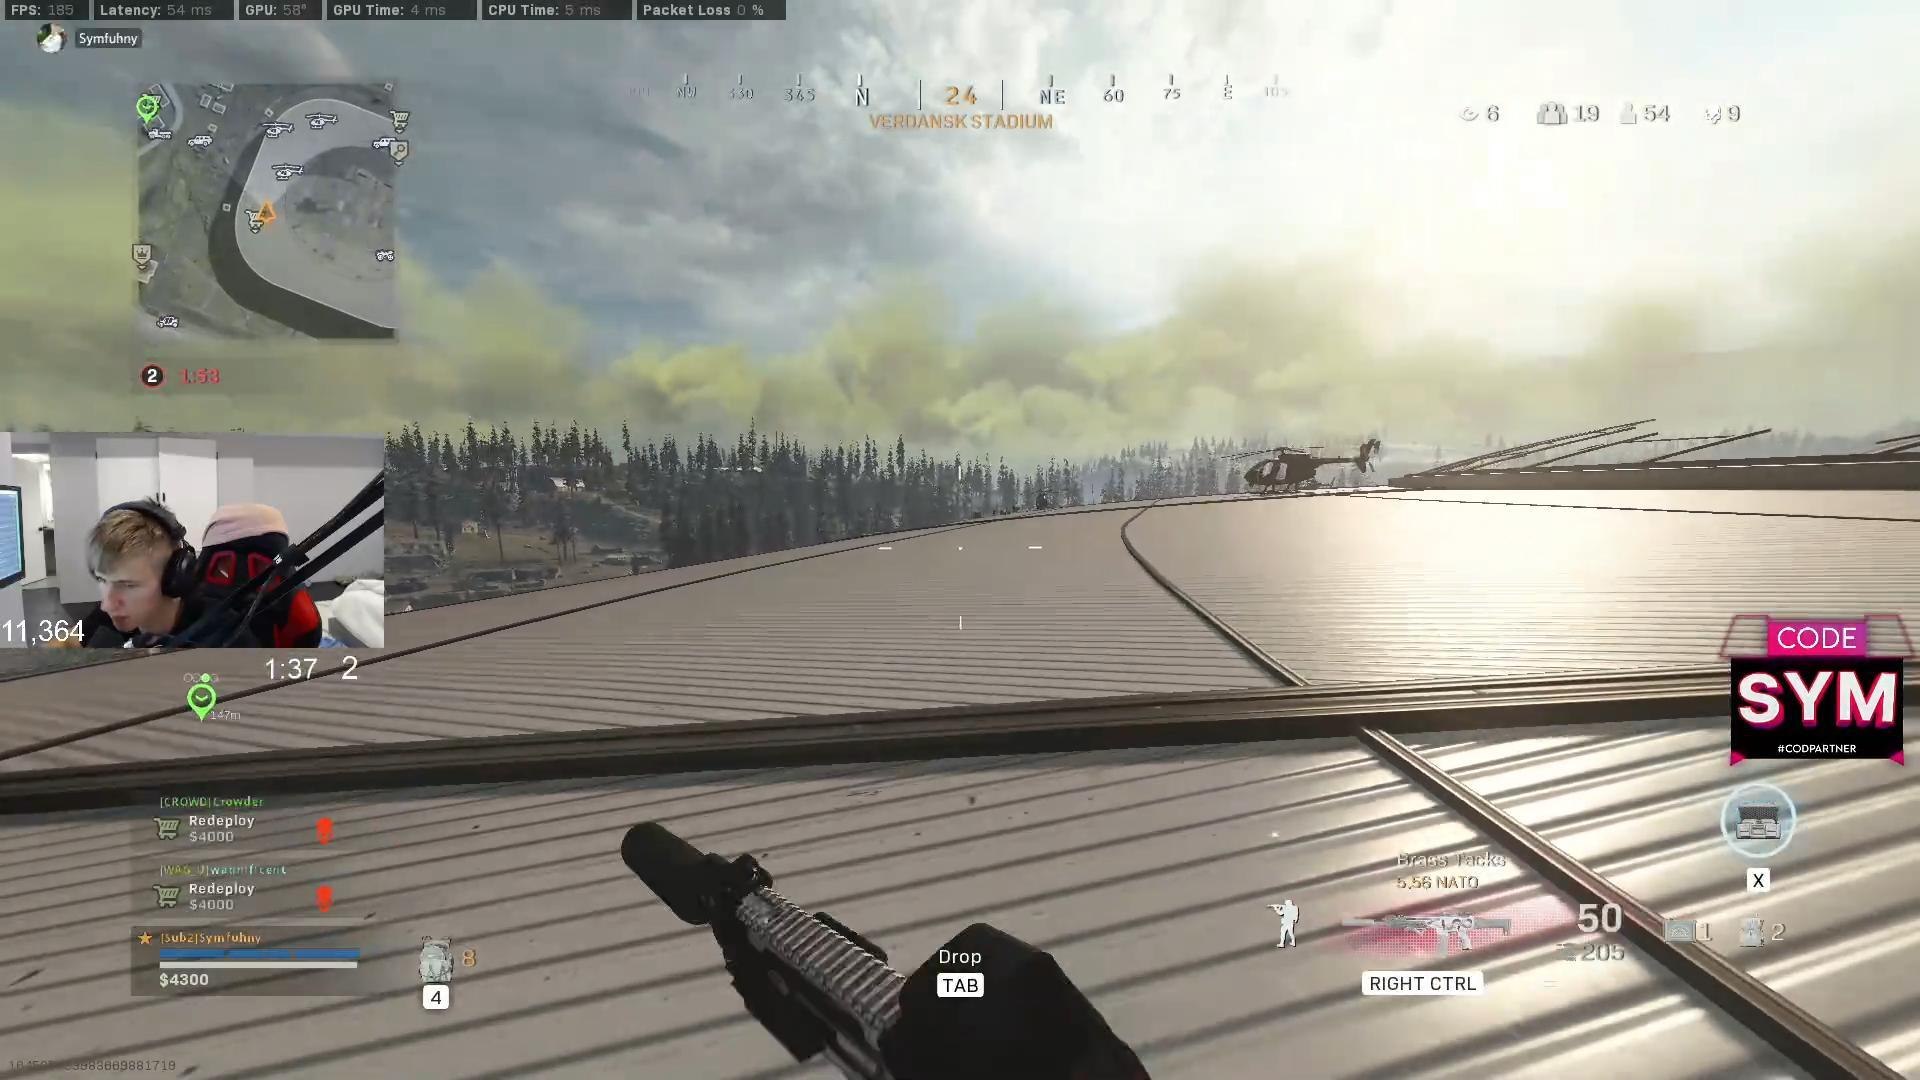 FPS: 185 Latency: 54 ms GPU: 58° GPU Time: 4 ms CPU Time: 5 ms Packet Loss 0 %
Symfuhny
NW 330 345 N 24 NE 60 75 E 105
VERDANSK STADIUM
6 19 54 9
2 1:53
11,364
1:37 2
147m
CODE
SYM
#CODPARTNER
[CROWD]Crowder
Redeploy
$4000
Redeploy
$4000
[Sub2]Symfuhny
$4300
8
4
Drop
TAB
Brass Tacks
5.56 NATO
X
50
205
1 2
RIGHT CTRL